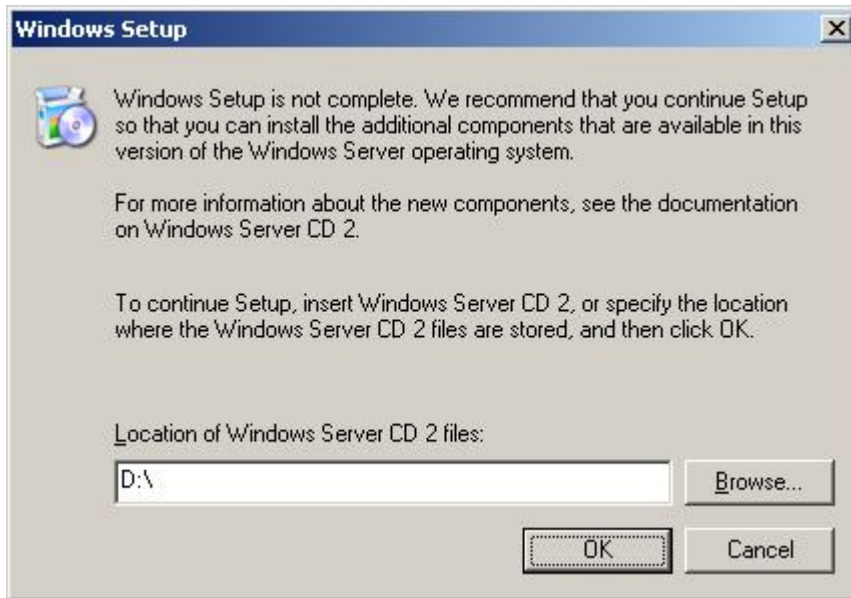 Windows Setup
Windows Setup is not complete. We recommend that you continue Setup
so that you can install the additional components that are available in this
version of the Windows Server operating system.
For more information about the new components, see the documentation
on Windows Server CD 2.
To continue Setup, insert Windows Server CD 2, or specify the location
where the Windows Server CD 2 files are stored, and then click OK.
Location of Windows Server CD 2 files:
D:\
Browse...
OK
Cancel